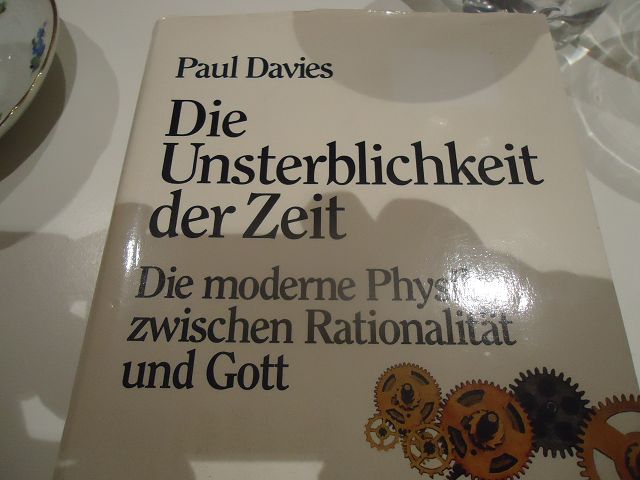 Paul Davies
Die
Unsterblichkeit
der Zeit
Die moderne Physik
zwischen Rationalität
und Gott